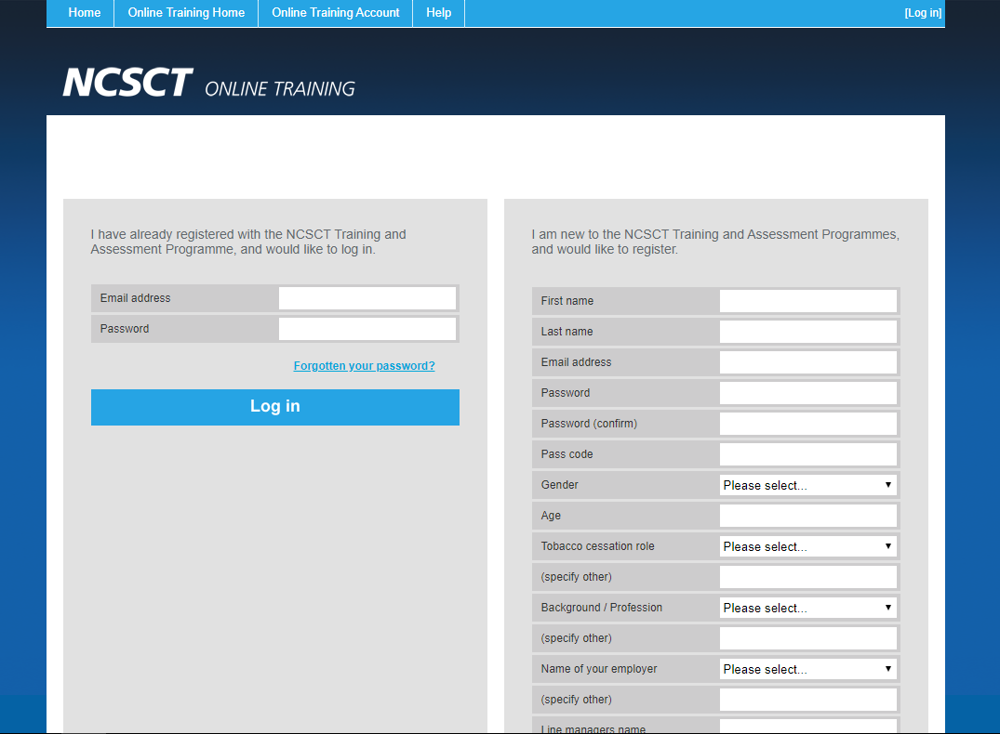 Home
Online Training Home
Online Training Account
Help
[Log in]
NCSCT ONLINE TRAINING
I have already registered with the NCSCT Training and
Assessment Programme, and would like to log in.
Email address
Password
Forgotten your password?
Log in
I am new to the NCSCT Training and Assessment Programmes,
and would like to register.
First name
Last name
Email address
Password
Password (confirm)
Pass code
Gender Please select...
Age
Tobacco cessation role Please select...
(specify other)
Background / Profession Please select...
(specify other)
Name of your employer Please select...
(specify other)
Line managers name